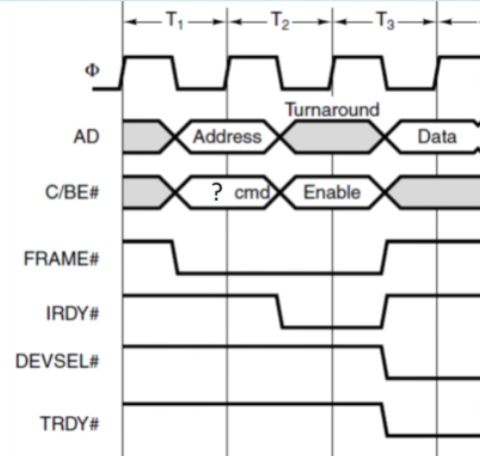 T1 T2 T3
Φ
Turnaround
AD Address Data
C/BE# ? cmd Enable
FRAME#
IRDY#
DEVSEL#
TRDY#